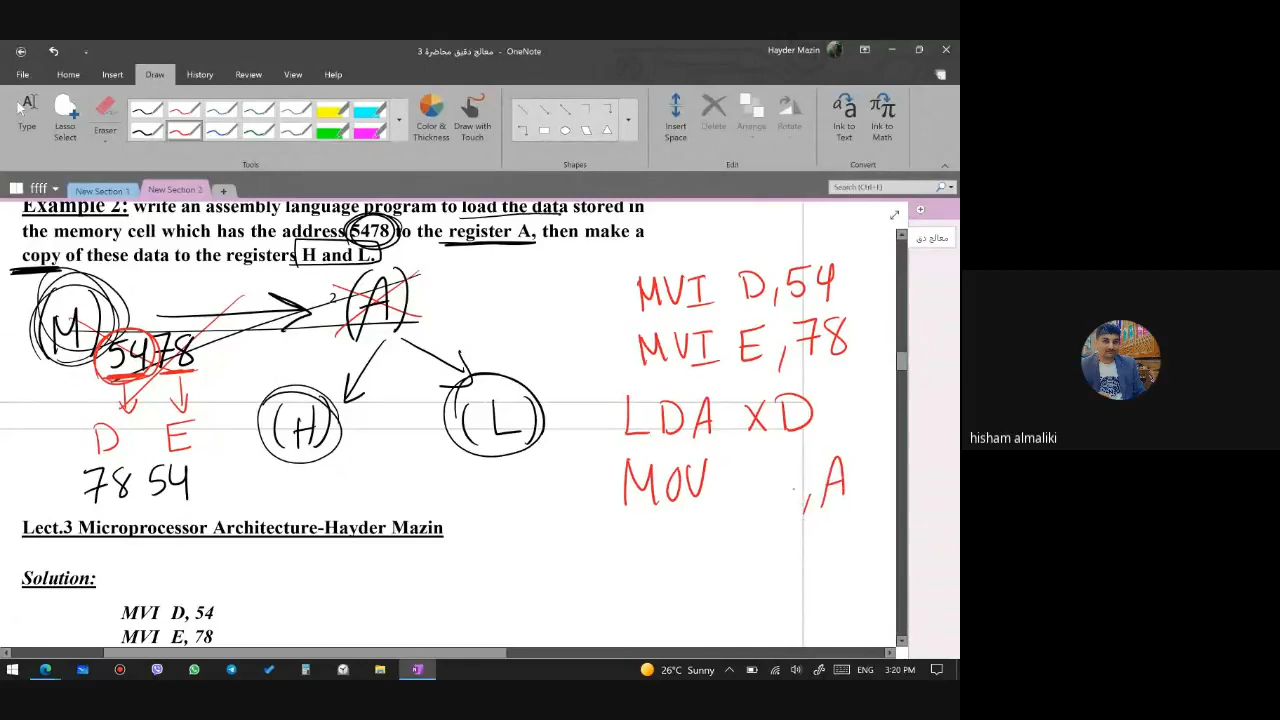 معالج دقيق محاضرة 3 - OneNote
Hayder Mazin
File Home Insert Draw History Review View Help
Type
Lasso Select
Eraser
Color & Thickness
Draw with Touch
Insert Space
Delete
Arrange
Rotate
Ink to Text
Ink to Math
Tools
Shapes
Edit
Convert
ffff
New Section 1
New Section 2
Search (Ctrl+E)
معالج دق
Example 2: write an assembly language program to load the data stored in
the memory cell which has the address 5478 to the register A, then make a
copy of these data to the registers H and L.
2
M
(A)
5478
D E
78 54
(H)
(L)
MVI D,54
MVI E,78
LDA XD
MOV ,A
Lect.3 Microprocessor Architecture-Hayder Mazin
Solution:
MVI D, 54
MVI E, 78
hisham almaliki
26°C Sunny
ENG
3:20 PM